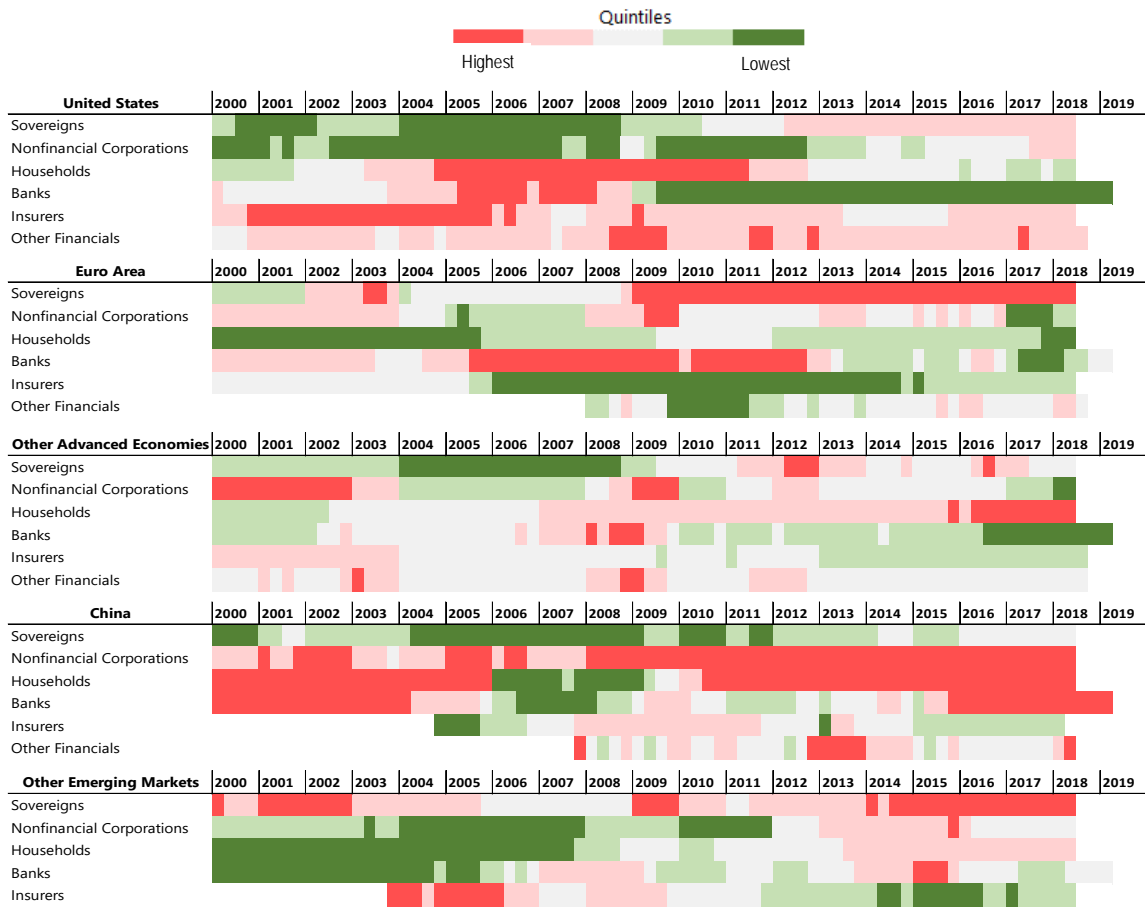 Quintiles
Highest Lowest
United States 2000 2001 2002 2003 2004 2005 2006 2007 2008 2009 2010 2011 2012 2013 2014 2015 2016 2017 2018 2019
Sovereigns
Nonfinancial Corporations
Households
Banks
Insurers
Other Financials
Euro Area 2000 2001 2002 2003 2004 2005 2006 2007 2008 2009 2010 2011 2012 2013 2014 2015 2016 2017 2018 2019
Sovereigns
Nonfinancial Corporations
Households
Banks
Insurers
Other Financials
Other Advanced Economies 2000 2001 2002 2003 2004 2005 2006 2007 2008 2009 2010 2011 2012 2013 2014 2015 2016 2017 2018 2019
Sovereigns
Nonfinancial Corporations
Households
Banks
Insurers
Other Financials
China 2000 2001 2002 2003 2004 2005 2006 2007 2008 2009 2010 2011 2012 2013 2014 2015 2016 2017 2018 2019
Sovereigns
Nonfinancial Corporations
Households
Banks
Insurers
Other Financials
Other Emerging Markets 2000 2001 2002 2003 2004 2005 2006 2007 2008 2009 2010 2011 2012 2013 2014 2015 2016 2017 2018 2019
Sovereigns
Nonfinancial Corporations
Households
Banks
Insurers